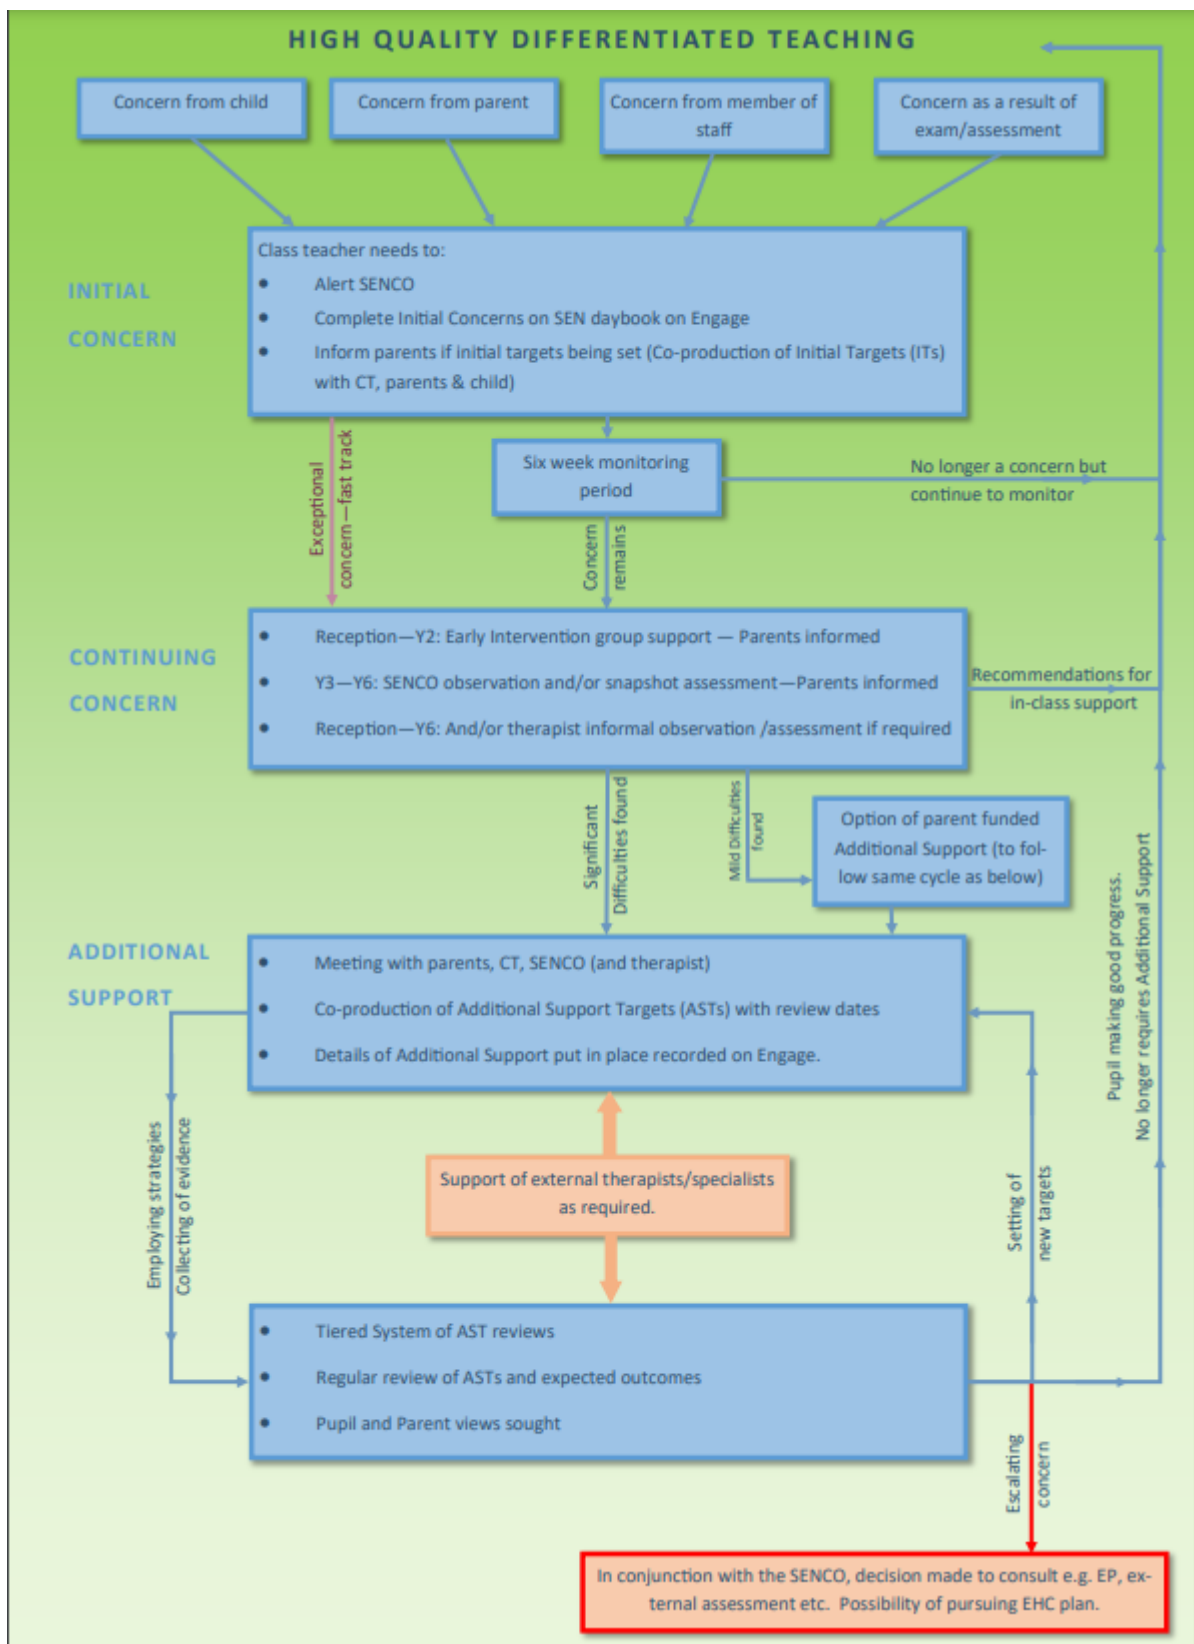 HIGH QUALITY DIFFERENTIATED TEACHING
Concern from child
Concern from parent
Concern from member of
staff
Concern as a result of
exam/assessment
INITIAL
CONCERN
Class teacher needs to:
• Alert SENCO
• Complete Initial Concerns on SEN daybook on Engage
• Inform parents if initial targets being set (Co-production of Initial Targets (ITs)
with CT, parents & child)
Exceptional
concern—fast track
Six week monitoring
period
No longer a concern but
continue to monitor
Concern
remains
CONTINUING
CONCERN
• Reception—Y2: Early Intervention group support — Parents informed
• Y3—Y6: SENCO observation and/or snapshot assessment—Parents informed
• Reception—Y6: And/or therapist informal observation /assessment if required
Recommendations for
in-class support
Significant
Difficulties found
Mild Difficulties
found
Option of parent funded
Additional Support (to fol-
low same cycle as below)
Pupil making good progress.
No longer requires Additional Support
ADDITIONAL
SUPPORT
• Meeting with parents, CT, SENCO (and therapist)
• Co-production of Additional Support Targets (ASTs) with review dates
• Details of Additional Support put in place recorded on Engage.
Employing strategies
Collecting of evidence
Support of external therapists/specialists
as required.
Setting of
new targets
• Tiered System of AST reviews
• Regular review of ASTs and expected outcomes
• Pupil and Parent views sought
Escalating
concern
In conjunction with the SENCO, decision made to consult e.g. EP, ex-
ternal assessment etc. Possibility of pursuing EHC plan.